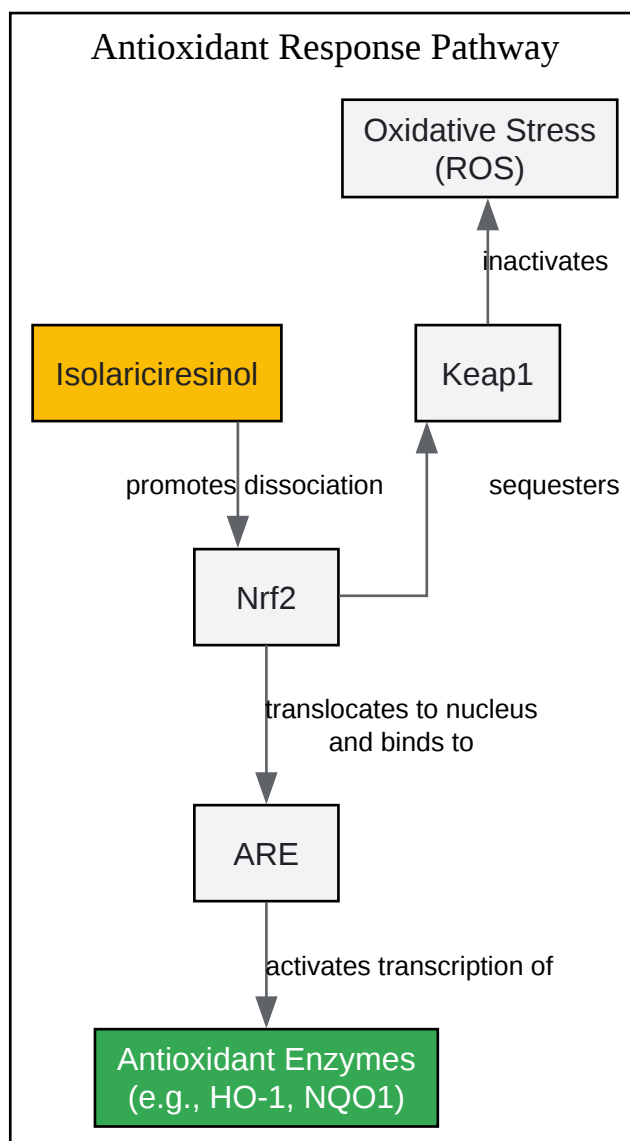 Antioxidant Response Pathway
Oxidative Stress
(ROS)
inactivates
Isolariciresinol
Keap1
promotes dissociation
sequesters
Nrf2
translocates to nucleus
and binds to
ARE
activates transcription of
Antioxidant Enzymes
(e.g., HO-1, NQO1)